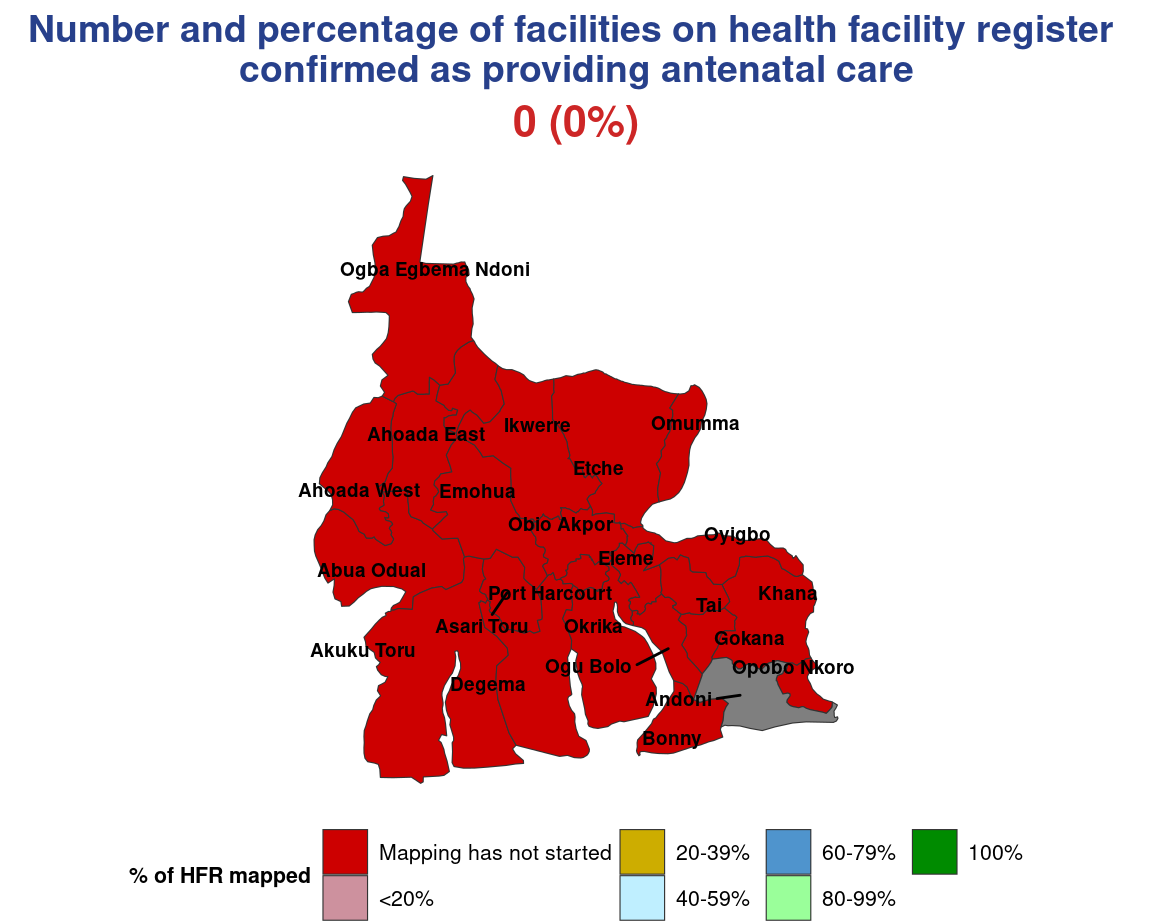 Number and percentage of facilities on health facility register
confirmed as providing antenatal care
0 (0%)
Ogba Egbema Ndoni
Ikwerre
Omumma
Ahoada East
Etche
Ahoada West
Emohua
Obio Akpor
Oyigbo
Eleme
Abua Odual
Port Harcourt
Khana
Tai
Asari Toru
Okrika
Gokana
Akuku Toru
Ogu Bolo
Opobo Nkoro
Degema
Andoni
Bonny
% of HFR mapped
Mapping has not started
<20%
20-39%
40-59%
60-79%
80-99%
100%